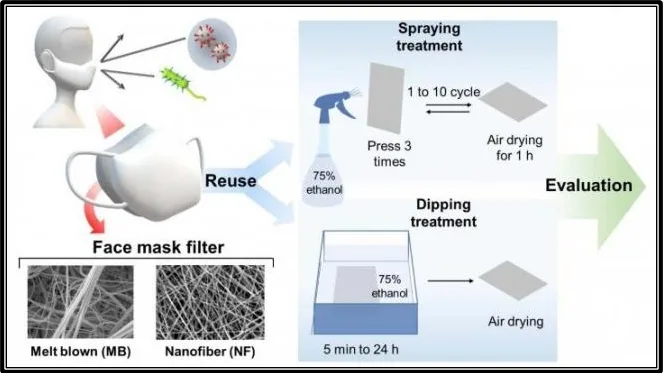 Spraying
treatment
1 to 10 cycle
Press 3
times
Air drying
for 1 h
75%
ethanol
Reuse
Evaluation
Dipping
treatment
75%
ethanol
Air drying
5 min to 24 h
Face mask filter
Melt blown (MB)
Nanofiber (NF)